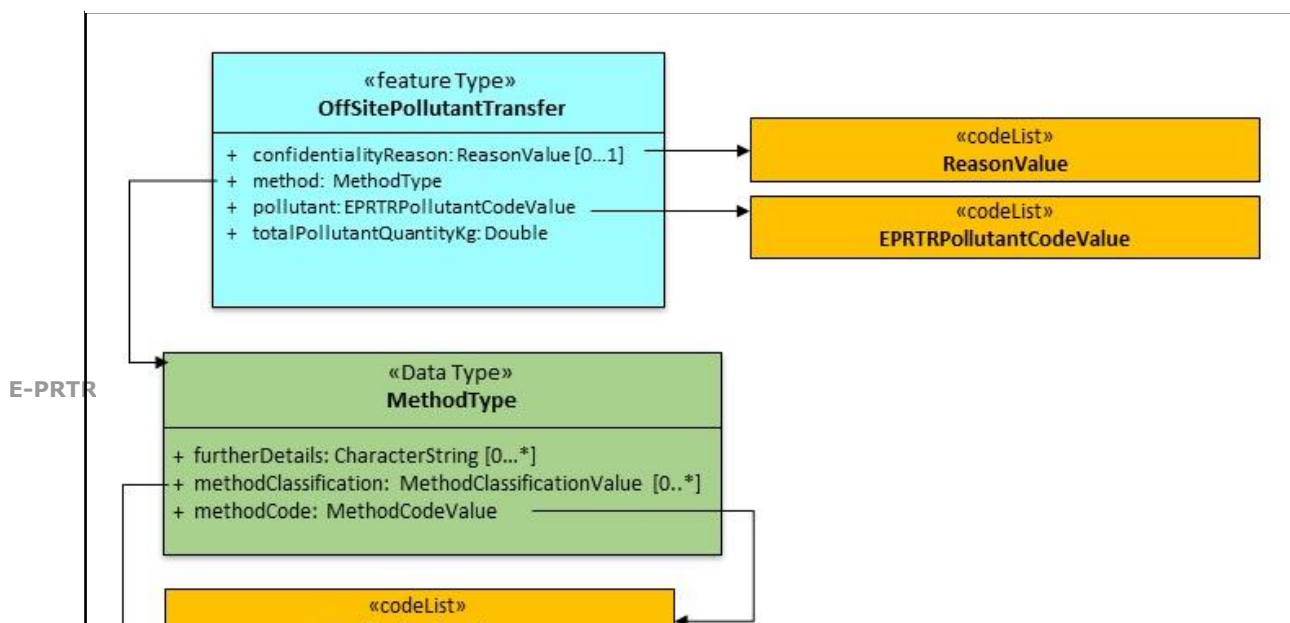 «feature Type»
OffSitePollutantTransfer
+ confidentialityReason: ReasonValue [0...1]
+ method: MethodType
+ pollutant: EPRTRPollutantCodeValue
+ totalPollutantQuantityKg: Double
«codeList»
ReasonValue
«codeList»
EPRTRPollutantCodeValue
E-PRTR
«Data Type»
MethodType
+ furtherDetails: CharacterString [0...*]
+ methodClassification: MethodClassificationValue [0..*]
+ methodCode: MethodCodeValue
«codeList»